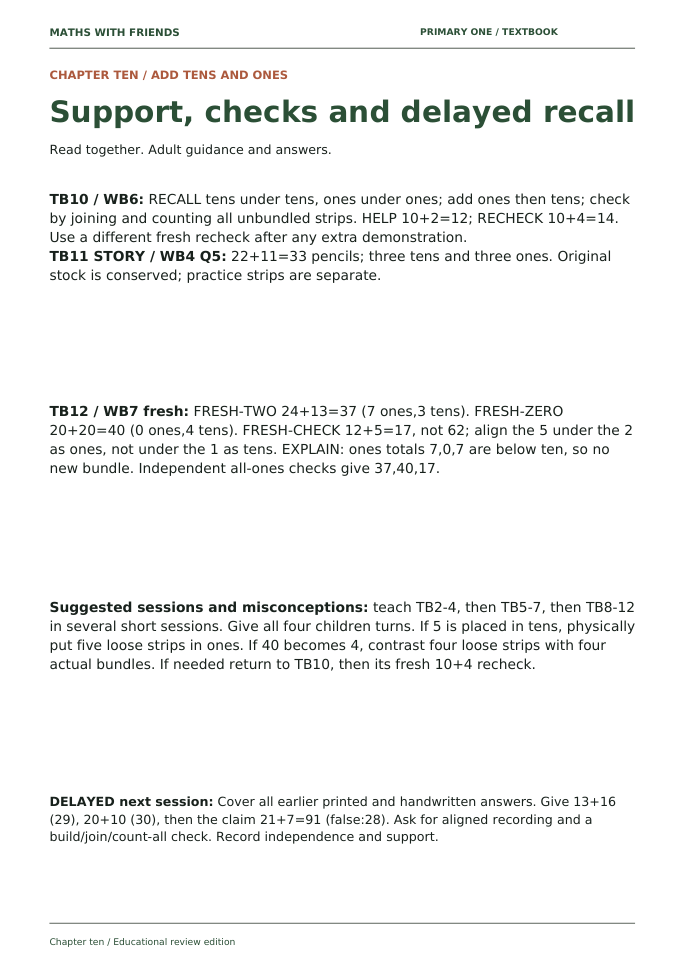 MATHS WITH FRIENDS
PRIMARY ONE / TEXTBOOK
CHAPTER TEN / ADD TENS AND ONES
Support, checks and delayed recall
Read together. Adult guidance and answers.
TB10 / WB6: RECALL tens under tens, ones under ones; add ones then tens; check
by joining and counting all unbundled strips. HELP 10+2=12; RECHECK 10+4=14.
Use a different fresh recheck after any extra demonstration.
TB11 STORY / WB4 Q5: 22+11=33 pencils; three tens and three ones. Original
stock is conserved; practice strips are separate.
TB12 / WB7 fresh: FRESH-TWO 24+13=37 (7 ones,3 tens). FRESH-ZERO
20+20=40 (0 ones,4 tens). FRESH-CHECK 12+5=17, not 62; align the 5 under the 2
as ones, not under the 1 as tens. EXPLAIN: ones totals 7,0,7 are below ten, so no
new bundle. Independent all-ones checks give 37,40,17.
Suggested sessions and misconceptions: teach TB2-4, then TB5-7, then TB8-12
in several short sessions. Give all four children turns. If 5 is placed in tens, physically
put five loose strips in ones. If 40 becomes 4, contrast four loose strips with four
actual bundles. If needed return to TB10, then its fresh 10+4 recheck.
DELAYED next session: Cover all earlier printed and handwritten answers. Give 13+16
(29), 20+10 (30), then the claim 21+7=91 (false:28). Ask for aligned recording and a
build/join/count-all check. Record independence and support.
Chapter ten / Educational review edition